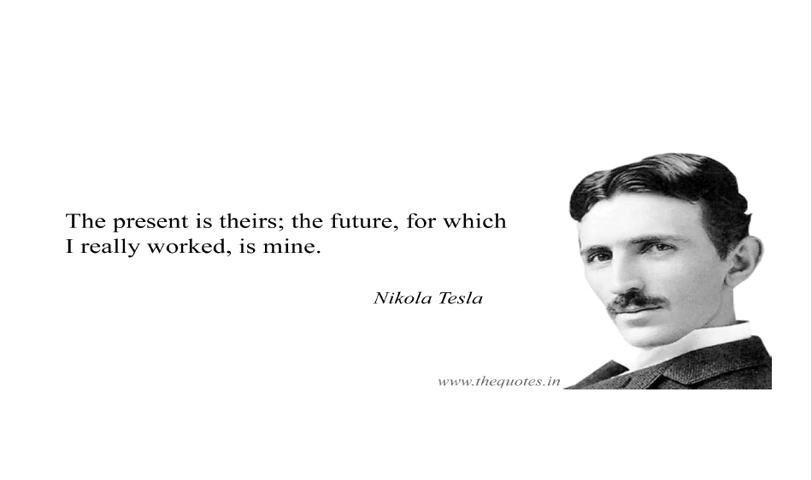 The present is theirs; the future, for which
I really worked, is mine.
Nikola Tesla
www.thequotes.in